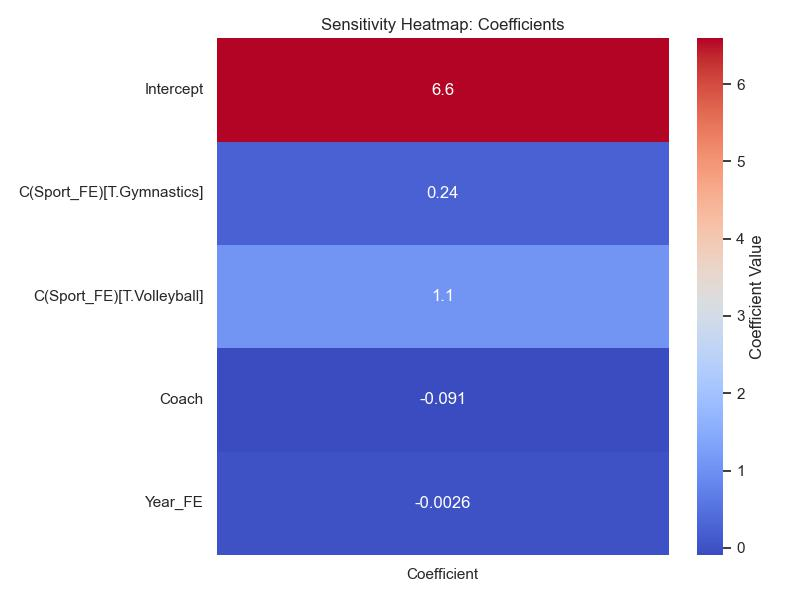 Sensitivity Heatmap: Coefficients
Intercept
6.6
C(Sport_FE)[T.Gymnastics]
0.24
C(Sport_FE)[T.Volleyball]
1.1
Coach
-0.091
Year_FE
-0.0026
Coefficient
6
5
4
3
2
1
0
Coefficient Value